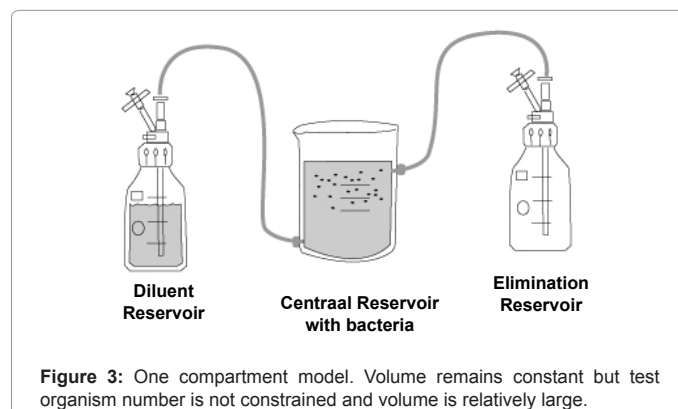 Diluent
Reservoir
Centraal Reservoir
with bacteria
Elimination
Reservoir
Figure 3: One compartment model. Volume remains constant but test
organism number is not constrained and volume is relatively large.